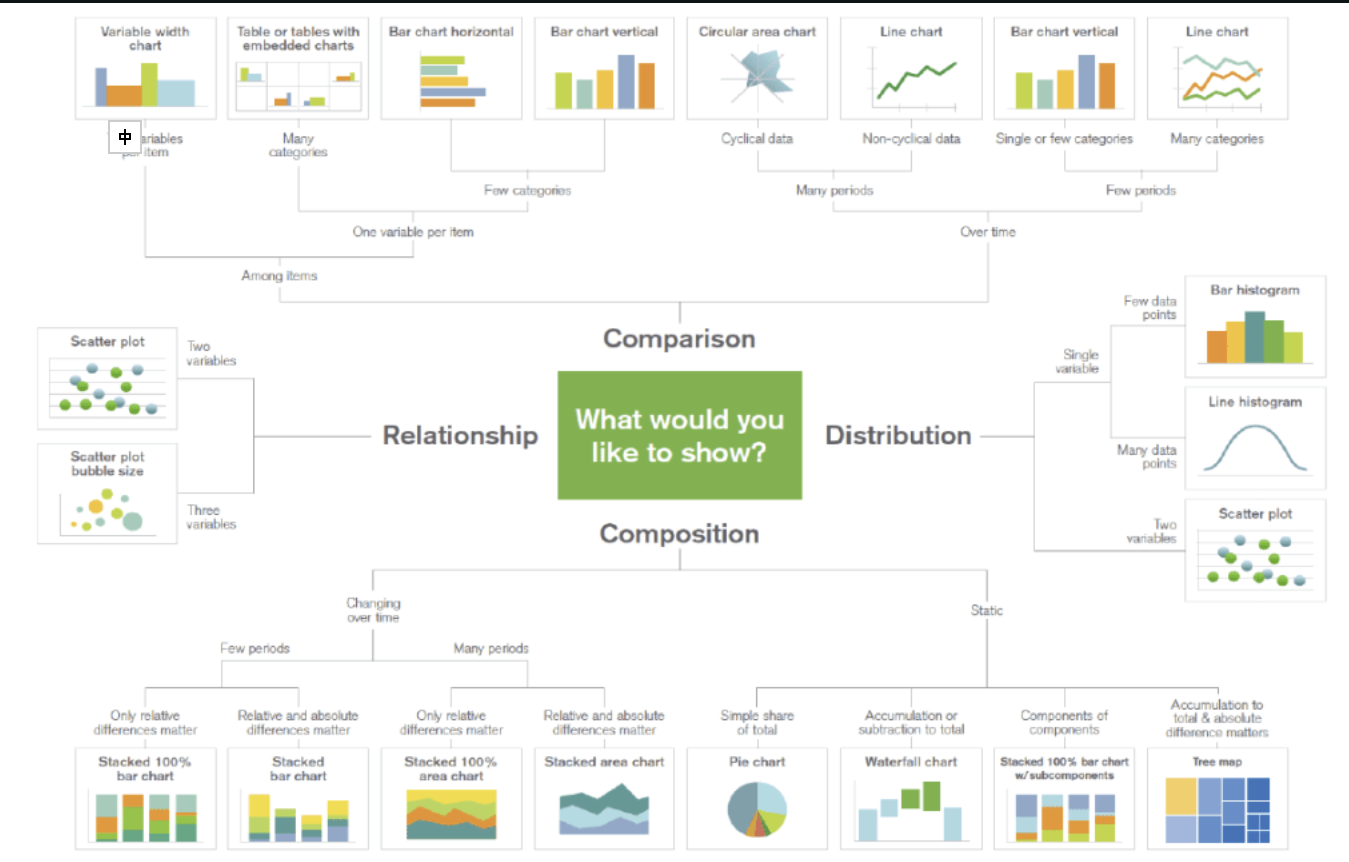 Variable width
chart
Table or tables with
embedded charts
Bar chart horizontal
Bar chart vertical
Circular area chart
Line chart
Bar chart vertical
Line chart
ariables
per item
Many
categories
Cyclical data
Non-cyclical data
Single or few categories
Many categories
Few categories
Many periods
Few periods
One variable per item
Over time
Among items
Comparison
What would you
like to show?
Relationship
Distribution
Composition
Scatter plot
Two
variables
Scatter plot
bubble size
Three
variables
Few data
points
Bar histogram
Single
variable
Line histogram
Many data
points
Two
variables
Scatter plot
Changing
over time
Static
Few periods
Many periods
Only relative
differences matter
Relative and absolute
differences matter
Only relative
differences matter
Relative and absolute
differences matter
Simple share
of total
Accumulation or
subtraction to total
Components of
components
Accumulation to
total & absolute
difference matters
Stacked 100%
bar chart
Stacked
bar chart
Stacked 100%
area chart
Stacked area chart
Pie chart
Waterfall chart
Stacked 100% bar chart
w/subcomponents
Tree map